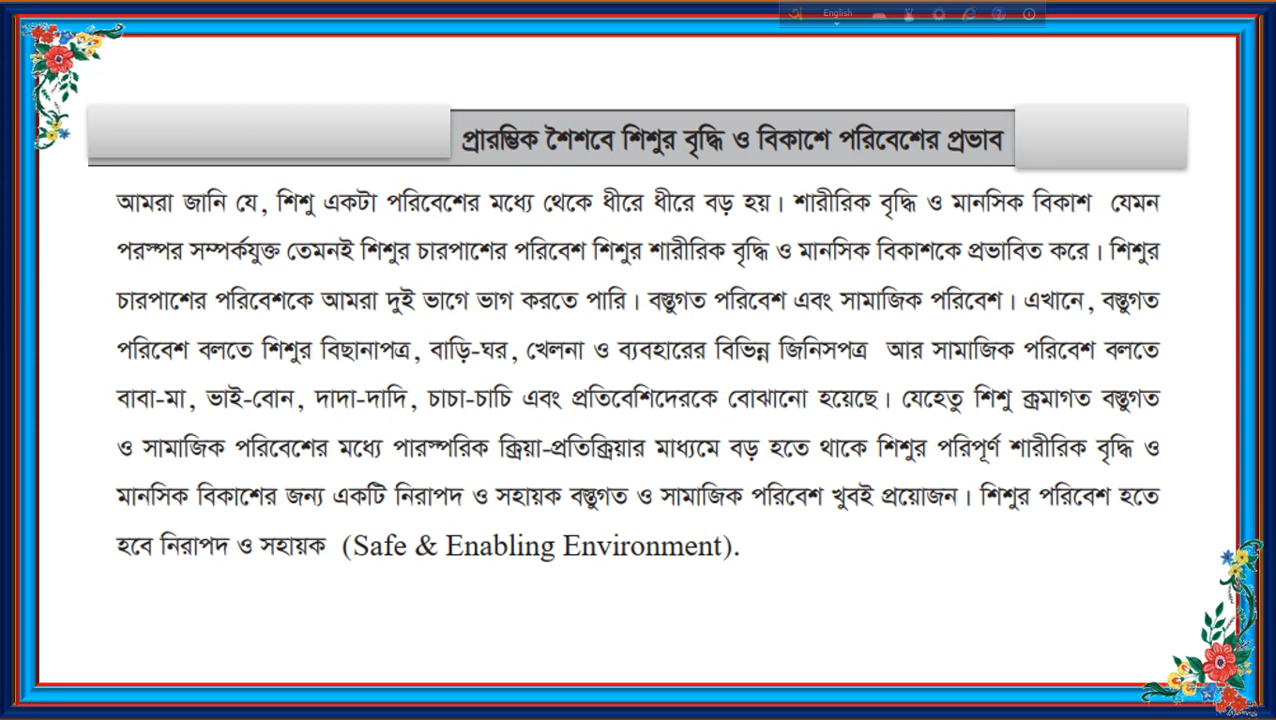 English
প্রারম্ভিক শৈশবে শিশুর বৃদ্ধি ও বিকাশে পরিবেশের প্রভাব
আমরা জানি যে, শিশু একটা পরিবেশের মধ্যে থেকে ধীরে ধীরে বড় হয়। শারীরিক বৃদ্ধি ও মানসিক বিকাশ যেমন
পরস্পর সম্পর্কযুক্ত তেমনই শিশুর চারপাশের পরিবেশ শিশুর শারীরিক বৃদ্ধি ও মানসিক বিকাশকে প্রভাবিত করে। শিশুর
চারপাশের পরিবেশকে আমরা দুই ভাগে ভাগ করতে পারি। বস্তুগত পরিবেশ এবং সামাজিক পরিবেশ। এখানে, বস্তুগত
পরিবেশ বলতে শিশুর বিছানাপত্র, বাড়ি-ঘর, খেলনা ও ব্যবহারের বিভিন্ন জিনিসপত্র আর সামাজিক পরিবেশ বলতে
বাবা-মা, ভাই-বোন, দাদা-দাদি, চাচা-চাচি এবং প্রতিবেশিদেরকে বোঝানো হয়েছে। যেহেতু শিশু ক্রমাগত বস্তুগত
ও সামাজিক পরিবেশের মধ্যে পারস্পরিক ক্রিয়া-প্রতিক্রিয়ার মাধ্যমে বড় হতে থাকে শিশুর পরিপূর্ণ শারীরিক বৃদ্ধি ও
মানসিক বিকাশের জন্য একটি নিরাপদ ও সহায়ক বস্তুগত ও সামাজিক পরিবেশ খুবই প্রয়োজন। শিশুর পরিবেশ হতে
হবে নিরাপদ ও সহায়ক (Safe & Enabling Environment).